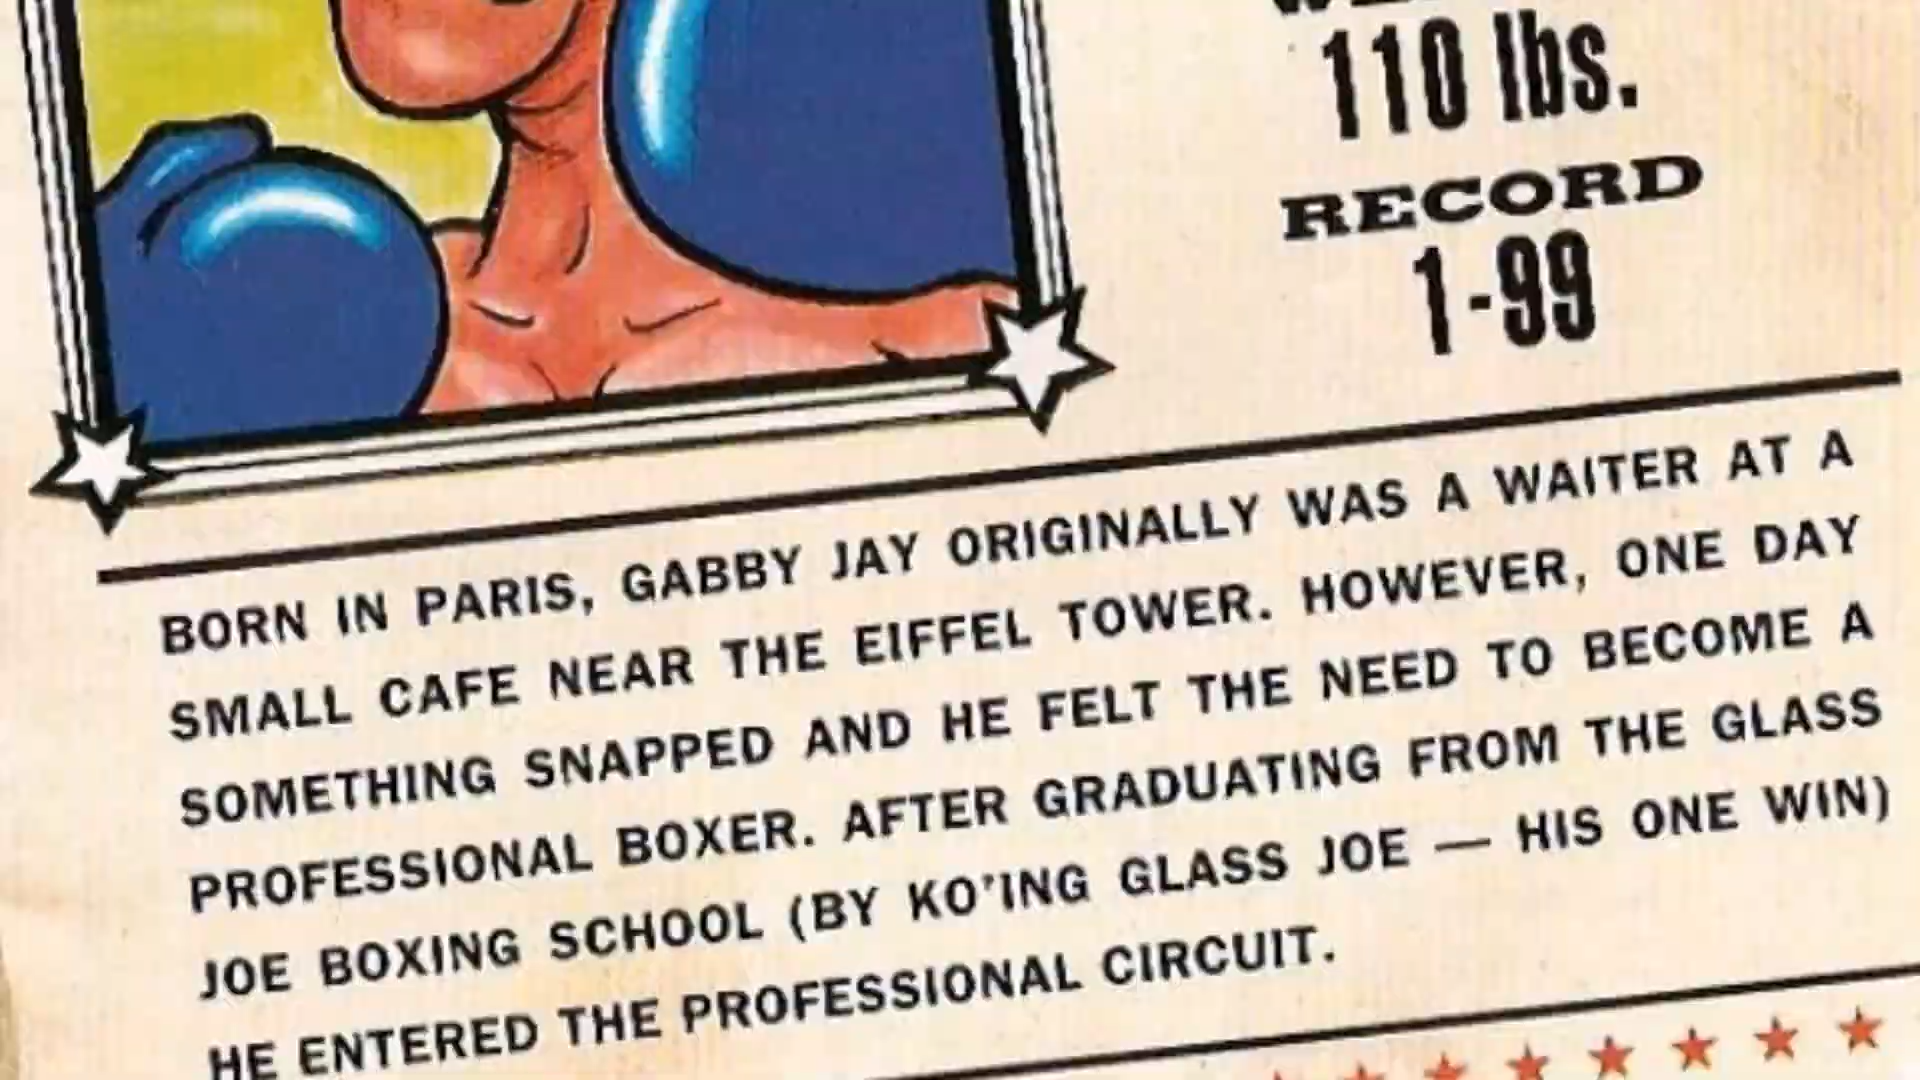 110 lbs.
RECORD
1-99
BORN IN PARIS, GABBY JAY ORIGINALLY WAS A WAITER AT A
SMALL CAFE NEAR THE EIFFEL TOWER. HOWEVER, ONE DAY
SOMETHING SNAPPED AND HE FELT THE NEED TO BECOME A
PROFESSIONAL BOXER. AFTER GRADUATING FROM THE GLASS
JOE BOXING SCHOOL (BY KO'ING GLASS JOE — HIS ONE WIN)
HE ENTERED THE PROFESSIONAL CIRCUIT.